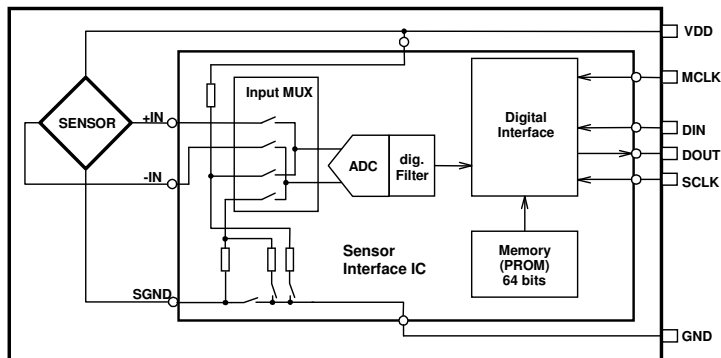 VDD
MCLK
Input MUX
+IN
SENSOR
Digital
Interface
DIN
DOUT
ADC
dig.
Filter
-IN
SCLK
Sensor
Interface IC
Memory
(PROM)
64 bits
SGND
GND